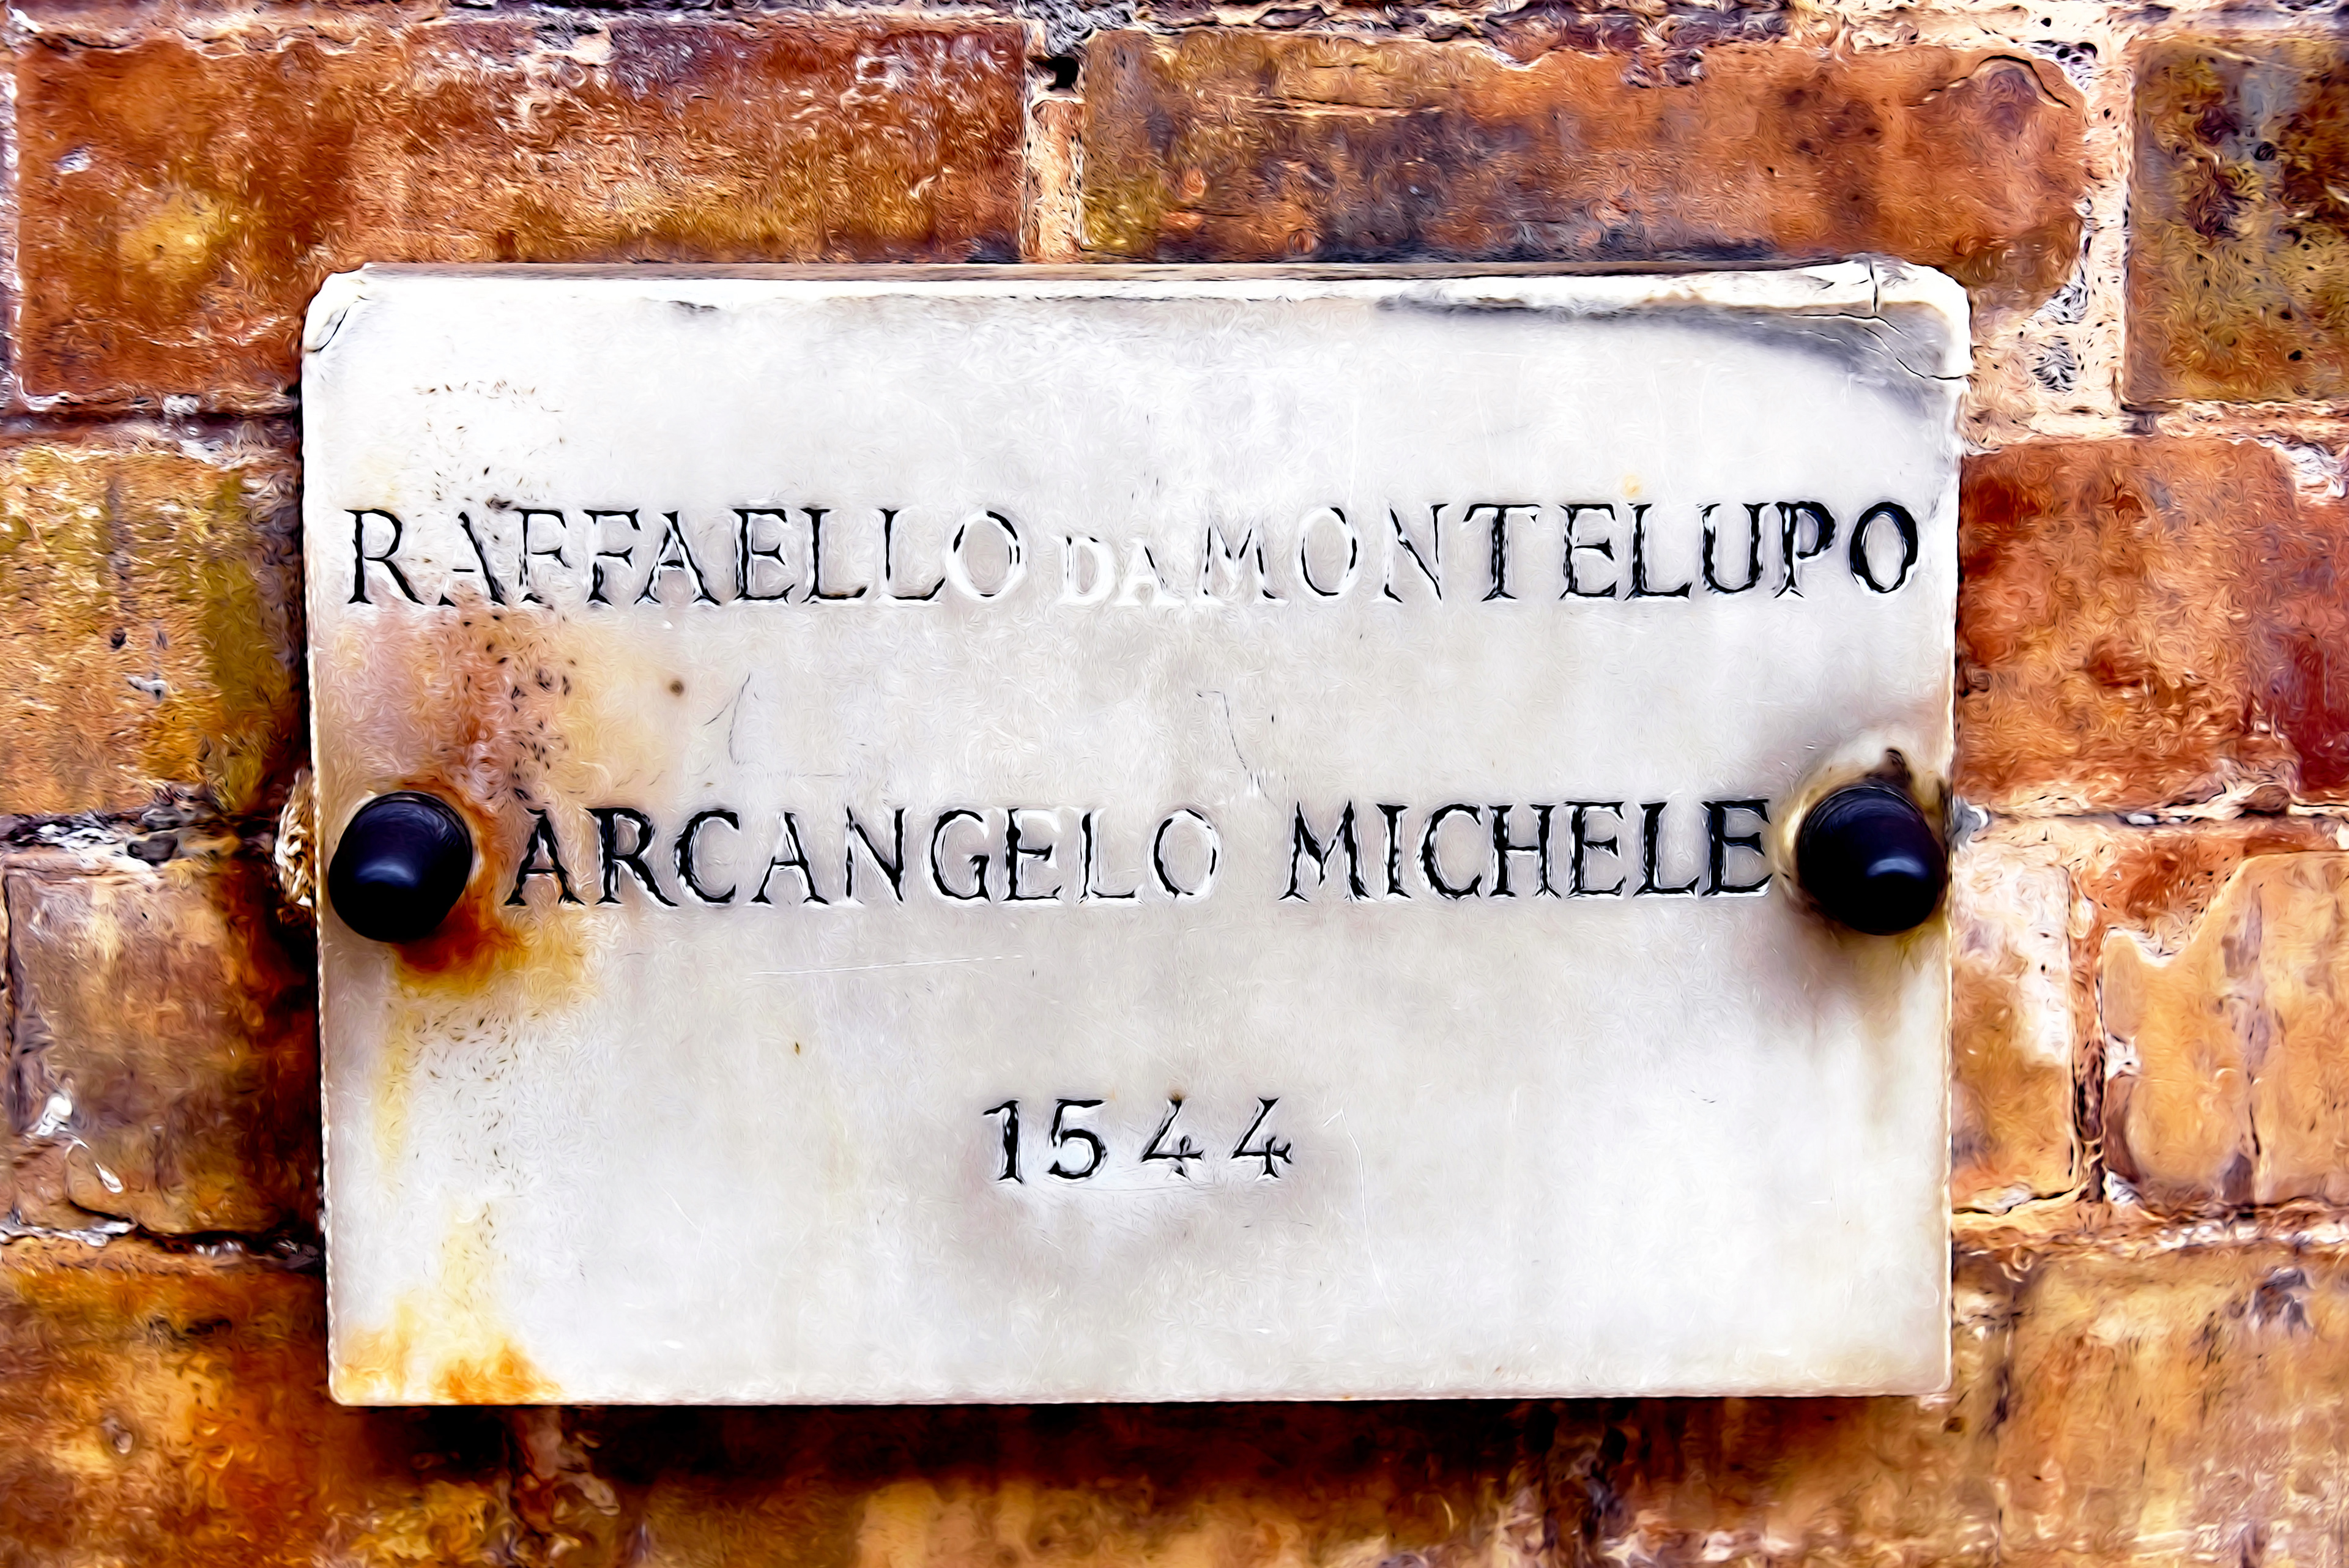 RAFFAELLO DA MONTELUPO
ARCANGELO MICHELE
1544